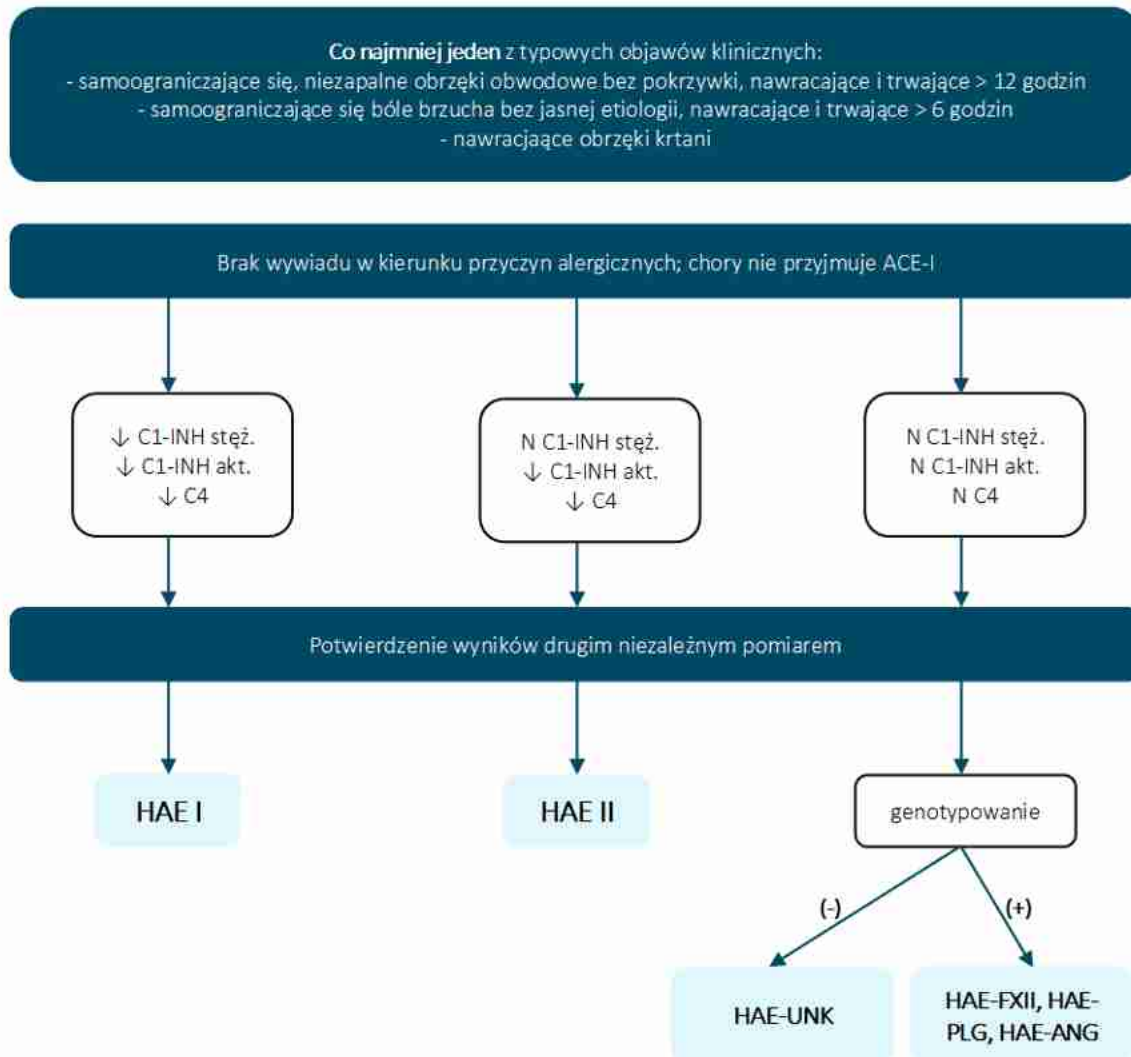 Co najmniej jeden z typowych objawów klinicznych:
- samoograniczające się, niezapalne obrzęki obwodowe bez pokrzywki, nawracające i trwające > 12 godzin
- samoograniczające się bóle brzucha bez jasnej etiologii, nawracające i trwające > 6 godzin
- nawracjaące obrzęki krtani
Brak wywiadu w kierunku przyczyn alergicznych; chory nie przyjmuje ACE-I
↓ C1-INH stęż.
↓ C1-INH akt.
↓ C4
N C1-INH stęż.
↓ C1-INH akt.
↓ C4
N C1-INH stęż.
N C1-INH akt.
N C4
Potwierdzenie wyników drugim niezależnym pomiarem
HAE I
HAE II
genotypowanie
(-)
(+)
HAE-UNK
HAE-FXII, HAE-
PLG, HAE-ANG